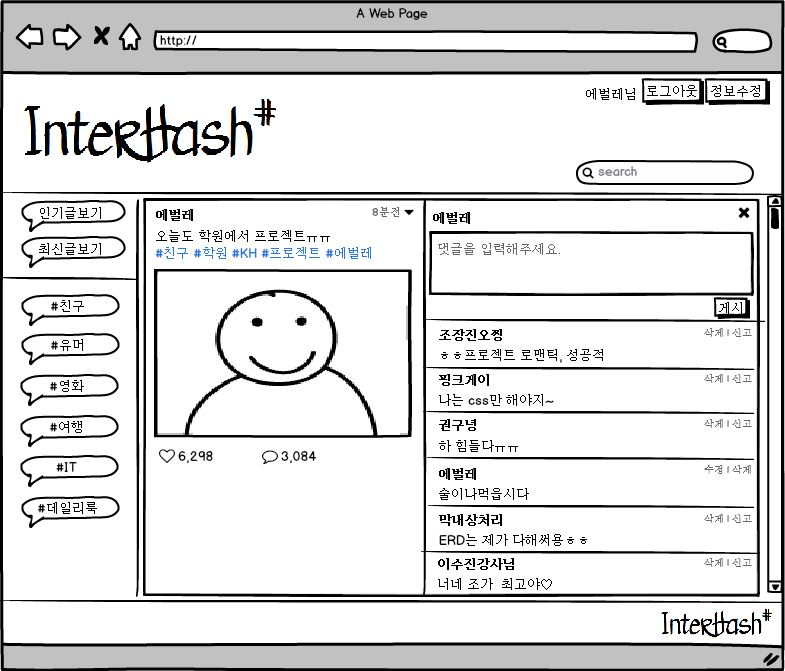 A Web Page
http://
에벌레님 로그아웃 정보수정
InterHash#
search
인기글보기
최신글보기
#친구
#유머
#영화
#여행
#IT
#데일리룩
에벌레 8분전
오늘도 학원에서 프로젝트ㅠㅠ
#친구 #학원 #KH #프로젝트 #에벌레
6,298 3,084
에벌레
댓글을 입력해주세요.
게시
조장진오찡 삭제 | 신고
ㅎㅎ프로젝트 로맨틱, 성공적
핑크게이 삭제 | 신고
나는 css만 해야지~
권구녕 삭제 | 신고
하 힘들다ㅠㅠ
에벌레 수정 | 삭제
술이나먹읍시다
막내상처리 삭제 | 신고
ERD는 제가 다해써용ㅎㅎ
이수진강사님 삭제 | 신고
너네 조가 최고야♡
InterHash#